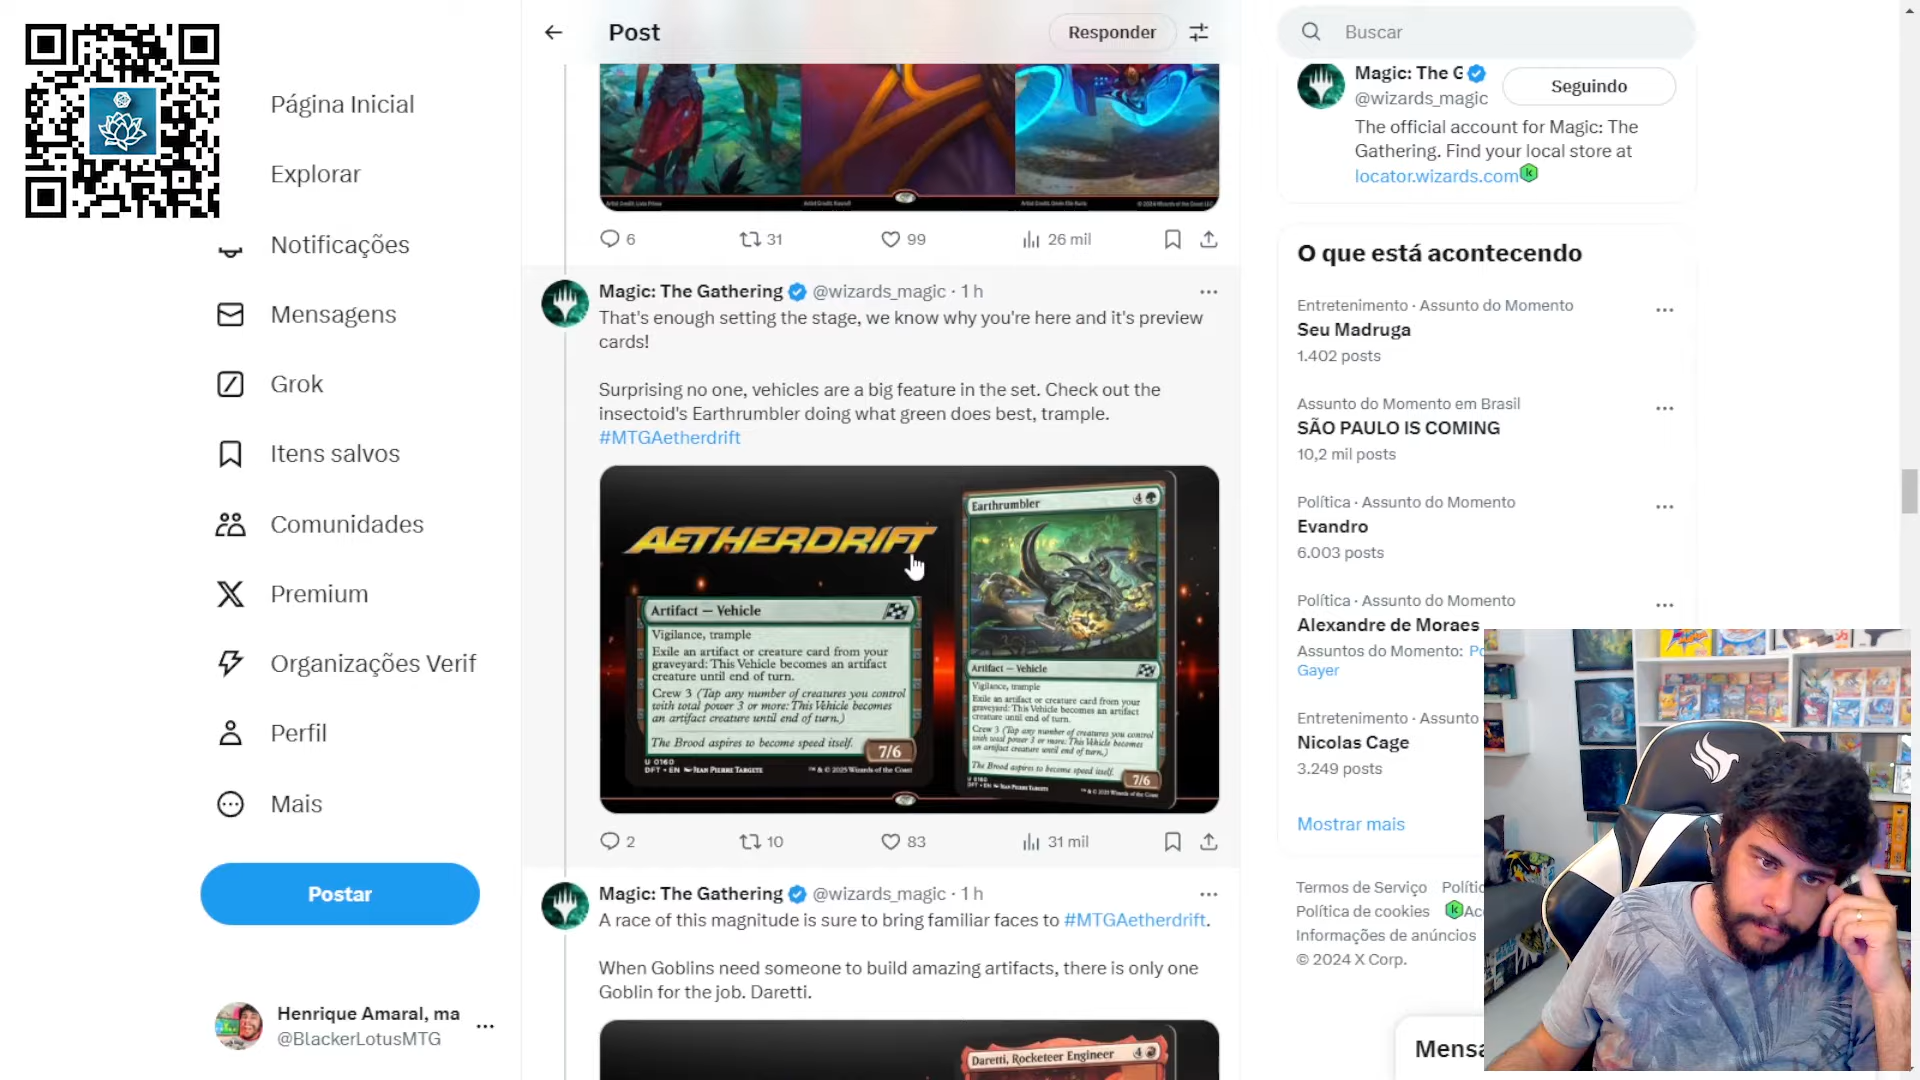 Post
Responder
Buscar
Página Inicial
Explorar
Notificações
Mensagens
Grok
Itens salvos
Comunidades
Premium
Organizações Verif
Perfil
Mais
Postar
Henrique Amaral, ma
@BlackerLotusMTG
6
31
99
26 mil
Magic: The Gathering @wizards_magic · 1 h
That's enough setting the stage, we know why you're here and it's preview
cards!
Surprising no one, vehicles are a big feature in the set. Check out the
insectoid's Earthrumbler doing what green does best, trample.
#MTGAetherdrift
AETHERDRIFT
Artifact — Vehicle
Vigilance, trample
Exile an artifact or creature card from your
graveyard: This Vehicle becomes an artifact
creature until end of turn.
Crew 3 (Tap any number of creatures you control
with total power 3 or more: This Vehicle becomes
an artifact creature until end of turn.)
The Brood aspires to become speed itself.
7/6
U 0160
DFT • EN Jean Pierre Targete
™ & © 2025 Wizards of the Coast
Earthrumbler 4
Artifact — Vehicle
Vigilance, trample
Exile an artifact or creature card from your
graveyard: This Vehicle becomes an artifact
creature until end of turn.
Crew 3 (Tap any number of creatures you control
with total power 3 or more: This Vehicle becomes
an artifact creature until end of turn.)
The Brood aspires to become speed itself.
7/6
2
10
83
31 mil
Magic: The Gathering @wizards_magic · 1 h
A race of this magnitude is sure to bring familiar faces to #MTGAetherdrift.
When Goblins need someone to build amazing artifacts, there is only one
Goblin for the job. Daretti.
Daretti, Rocketeer Engineer 4
Magic: The G
@wizards_magic
Seguindo
The official account for Magic: The
Gathering. Find your local store at
locator.wizards.com
O que está acontecendo
Entretenimento · Assunto do Momento
Seu Madruga
1.402 posts
Assunto do Momento em Brasil
SÃO PAULO IS COMING
10,2 mil posts
Política · Assunto do Momento
Evandro
6.003 posts
Política · Assunto do Momento
Alexandre de Moraes
Assuntos do Momento: Po
Gayer
Entretenimento · Assunto
Nicolas Cage
3.249 posts
Mostrar mais
Termos de Serviço Polític
Política de cookies Ac
Informações de anúncios
© 2024 X Corp.
Mensa